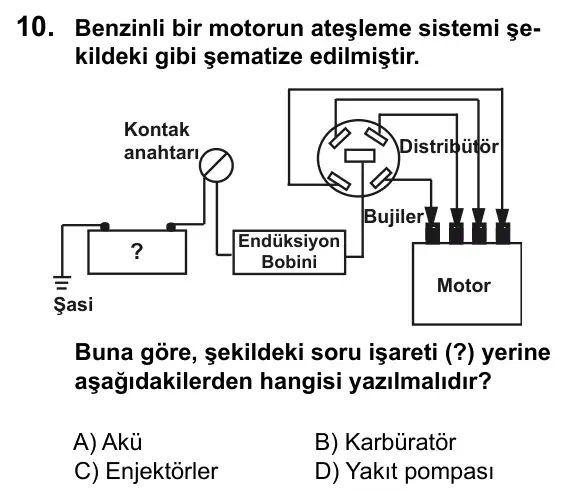 10. Benzinli bir motorun ateşleme sistemi şe-
kildeki gibi şematize edilmiştir.
Kontak
anahtarı
Distribütör
Bujiler
?
Endüksiyon
Bobini
Motor
Şasi
Buna göre, şekildeki soru işareti (?) yerine
aşağıdakilerden hangisi yazılmalıdır?
A) Akü
B) Karbüratör
C) Enjektörler
D) Yakıt pompası